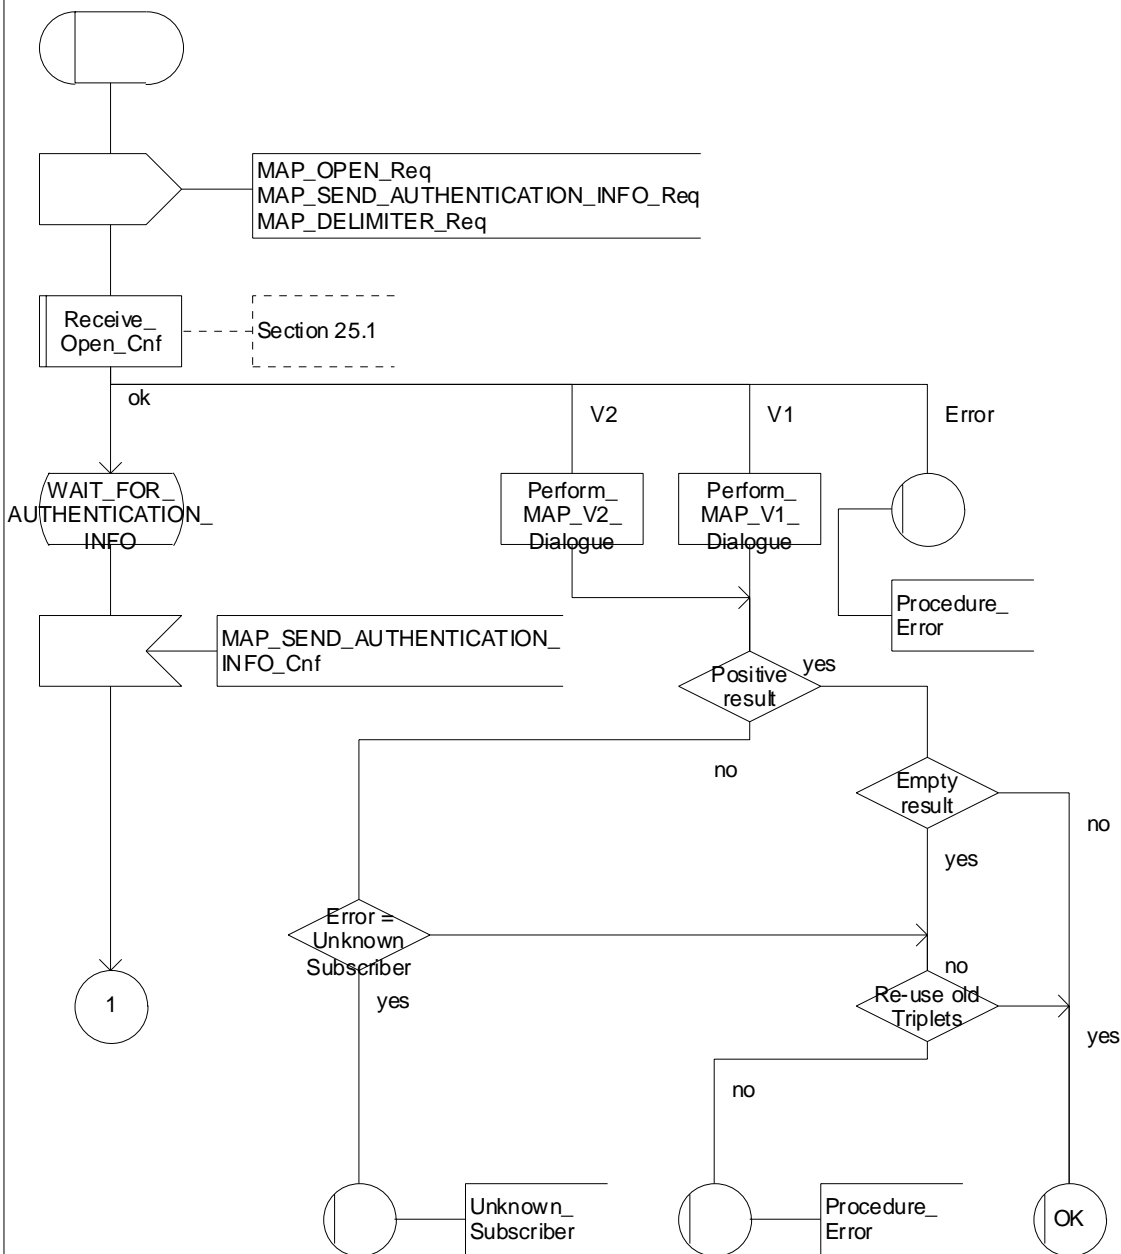 MAP_OPEN_Req
MAP_SEND_AUTHENTICATION_INFO_Req
MAP_DELIMITER_Req
Receive_
Open_Cnf
Section 25.1
ok
V2
V1
Error
WAIT_FOR_
AUTHENTICATION_
INFO
Perform_
MAP_V2_
Dialogue
Perform_
MAP_V1_
Dialogue
Procedure_
Error
MAP_SEND_AUTHENTICATION_
INFO_Cnf
Positive
result
yes
no
Empty
result
no
yes
Error =
Unknown
Subscriber
no
yes
Re-use old
Triplets
yes
no
1
Unknown_
Subscriber
Procedure_
Error
OK